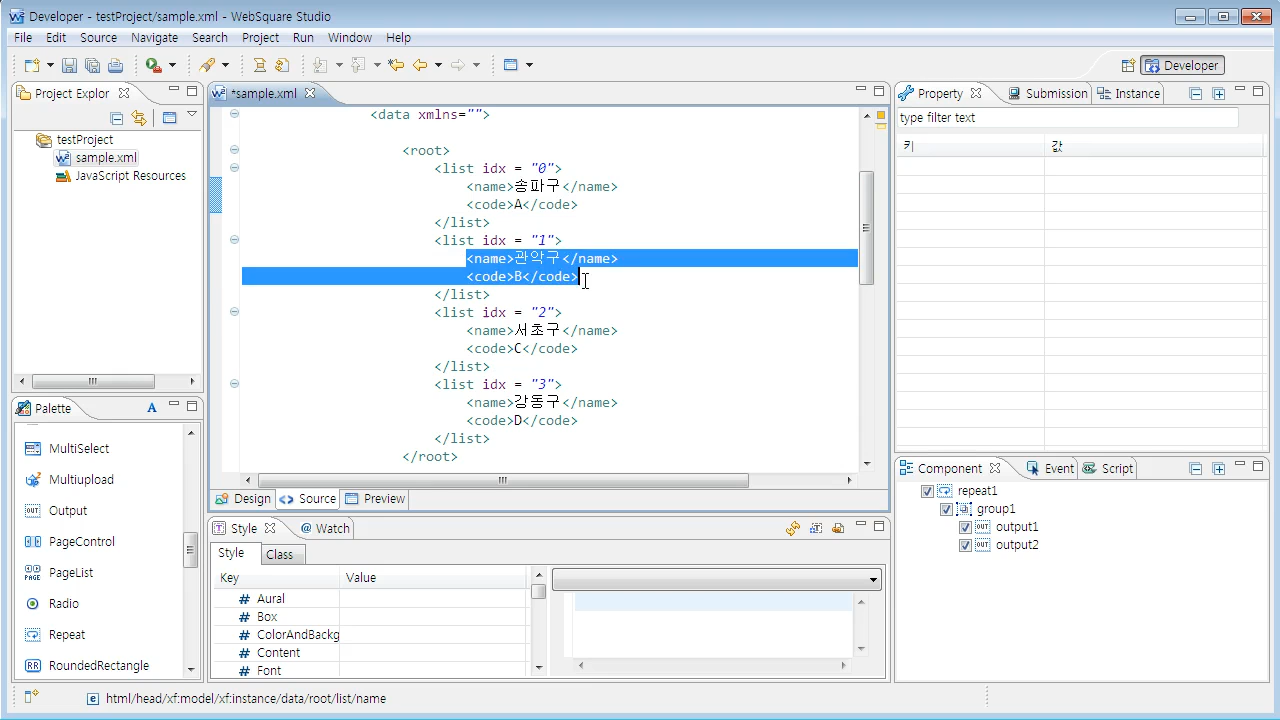 Developer - testProject/sample.xml - WebSquare Studio
File Edit Source Navigate Search Project Run Window Help
Developer
Project Explor
testProject
sample.xml
JavaScript Resources
*sample.xml
<data xmlns="">
<root>
<list idx = "0">
<name>송파구</name>
<code>A</code>
</list>
<list idx = "1">
<name>관악구</name>
<code>B</code>
</list>
<list idx = "2">
<name>서초구</name>
<code>C</code>
</list>
<list idx = "3">
<name>강동구</name>
<code>D</code>
</list>
</root>
Design Source Preview
Property Submission Instance
type filter text
키 값
Palette A
MultiSelect
Multiupload
Output
PageControl
PageList
Radio
Repeat
RoundedRectangle
Style @ Watch
Style Class
Key Value
# Aural
# Box
# ColorAndBackg
# Content
# Font
Component Event Script
repeat1
group1
OUT output1
OUT output2
html/head/xf:model/xf:instance/data/root/list/name